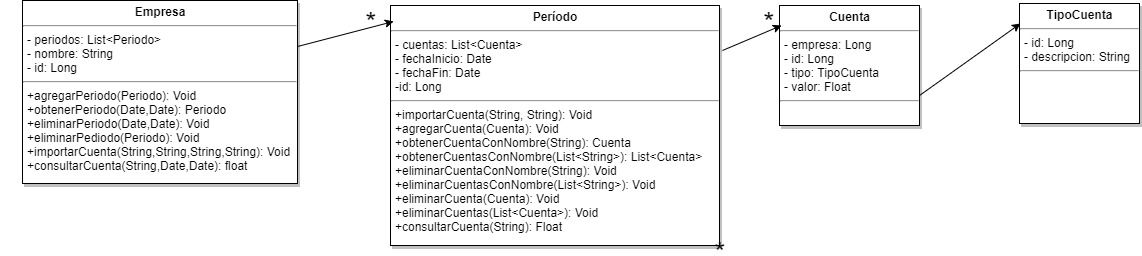 Empresa
- periodos: List<Periodo>
- nombre: String
- id: Long
+agregarPeriodo(Periodo): Void
+obtenerPeriodo(Date,Date): Periodo
+eliminarPeriodo(Date,Date): Void
+eliminarPediodo(Periodo): Void
+importarCuenta(String,String,String,String): Void
+consultarCuenta(String,Date,Date): float
*
Período
- cuentas: List<Cuenta>
- fechaInicio: Date
- fechaFin: Date
-id: Long
+importarCuenta(String, String): Void
+agregarCuenta(Cuenta): Void
+obtenerCuentaConNombre(String): Cuenta
+obtenerCuentasConNombre(List<String>): List<Cuenta>
+eliminarCuentaConNombre(String): Void
+eliminarCuentasConNombre(List<String>): Void
+eliminarCuenta(Cuenta): Void
+eliminarCuentas(List<Cuenta>): Void
+consultarCuenta(String): Float
*
*
Cuenta
- empresa: Long
- id: Long
- tipo: TipoCuenta
- valor: Float
TipoCuenta
- id: Long
- descripcion: String